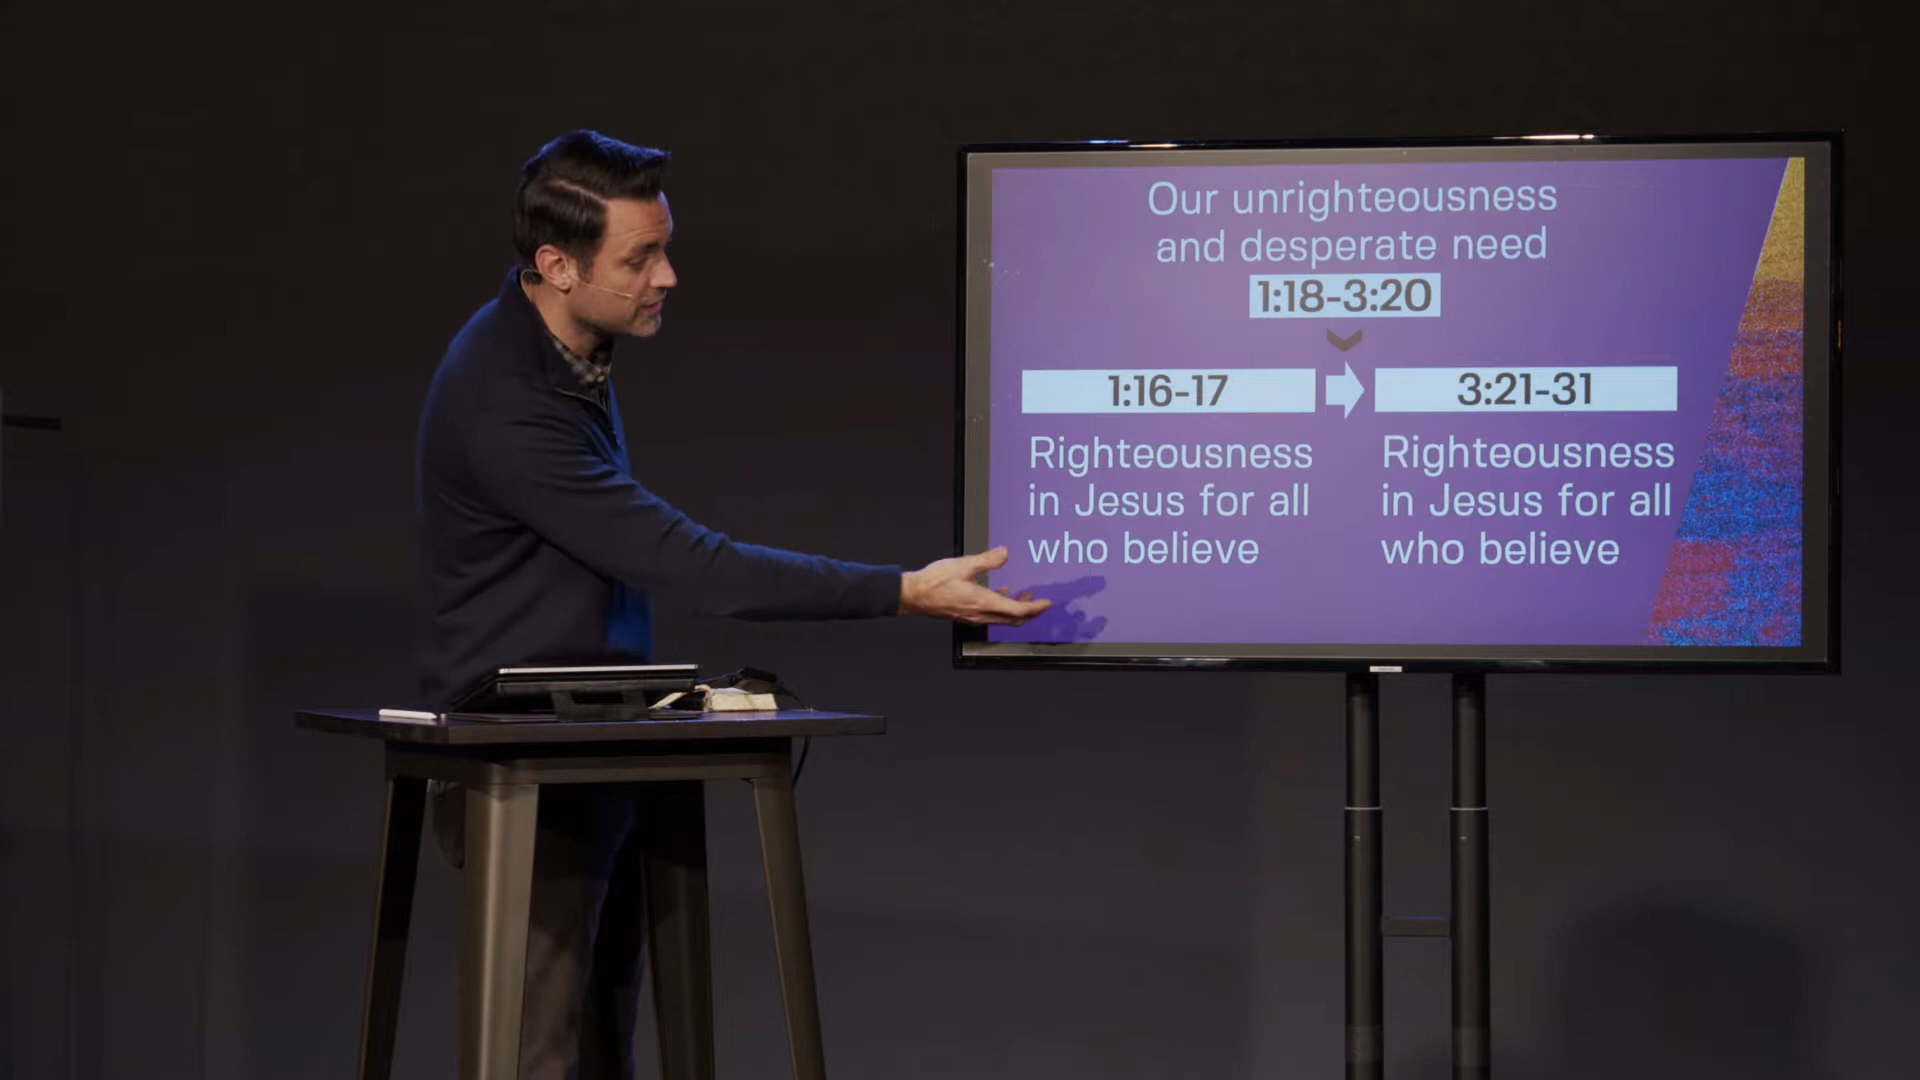 Our unrighteousness
and desperate need
1:18-3:20
1:16-17
3:21-31
Righteousness
in Jesus for all
who believe
Righteousness
in Jesus for all
who believe